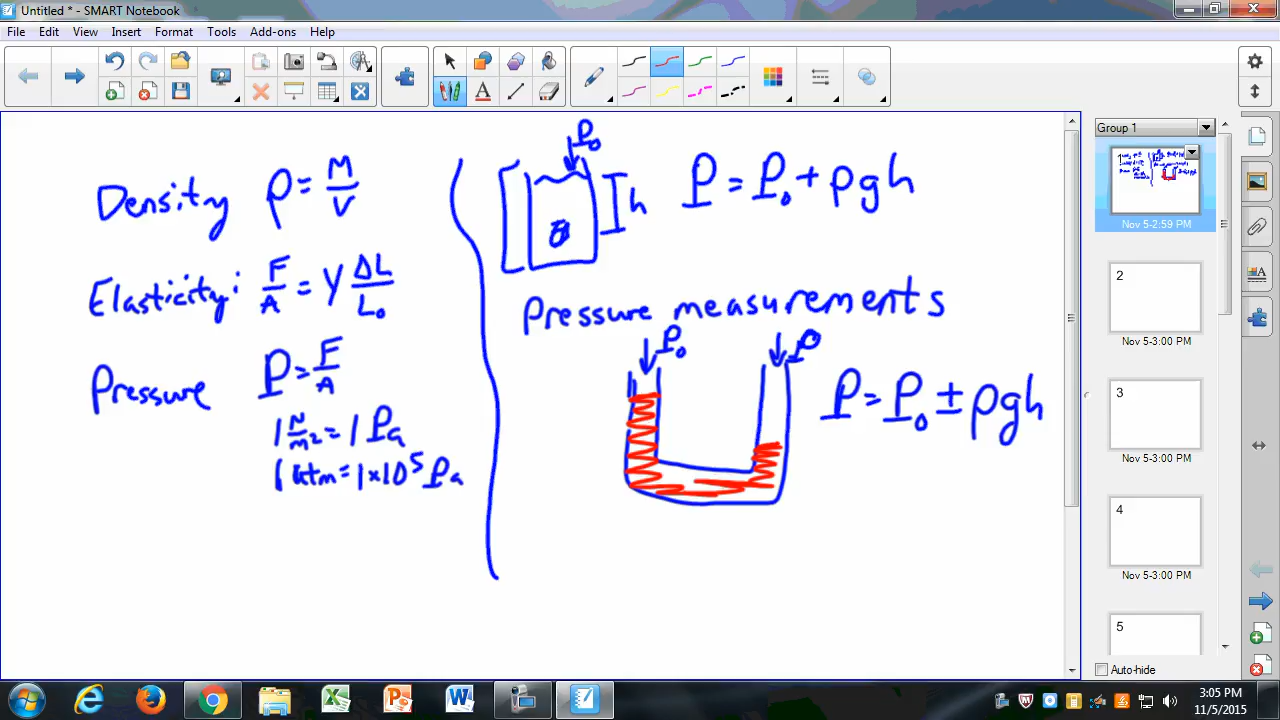 Untitled * - SMART Notebook
File Edit View Insert Format Tools Add-ons Help
Density ρ = M/V
Elasticity: F/A = Y ΔL/L₀
Pressure P = F/A
1 N/m² = 1 Pa
1 atm = 1×10⁵ Pa
P₀
h
P = P₀ + ρgh
Pressure measurements
P₀
P
P = P₀ ± ρgh
Group 1
Nov 5-2:59 PM
2
Nov 5-3:00 PM
3
Nov 5-3:00 PM
4
Nov 5-3:00 PM
5
Auto-hide
3:05 PM
11/5/2015